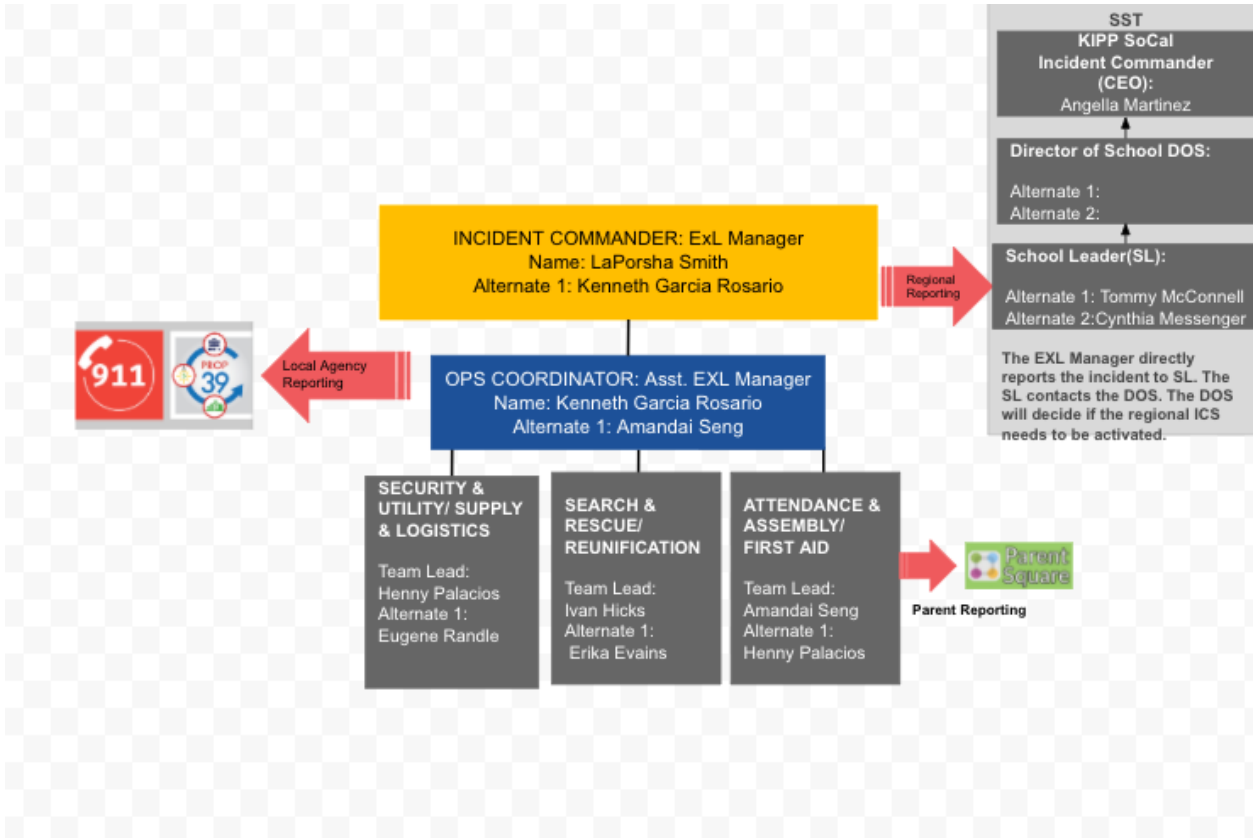 SST
KIPP SoCal
Incident Commander
(CEO):
Angella Martinez
Director of School DOS:
Alternate 1:
Alternate 2:
School Leader(SL):
Alternate 1: Tommy McConnell
Alternate 2:Cynthia Messenger
The EXL Manager directly
reports the incident to SL. The
SL contacts the DOS. The DOS
will decide if the regional ICS
needs to be activated.
INCIDENT COMMANDER: ExL Manager
Name: LaPorsha Smith
Alternate 1: Kenneth Garcia Rosario
Regional
Reporting
911
PROP
39
Local Agency
Reporting
OPS COORDINATOR: Asst. EXL Manager
Name: Kenneth Garcia Rosario
Alternate 1: Amandai Seng
SECURITY &
UTILITY/ SUPPLY
& LOGISTICS
Team Lead:
Henny Palacios
Alternate 1:
Eugene Randle
SEARCH &
RESCUE/
REUNIFICATION
Team Lead:
Ivan Hicks
Alternate 1:
Erika Evains
ATTENDANCE &
ASSEMBLY/
FIRST AID
Team Lead:
Amandai Seng
Alternate 1:
Henny Palacios
Parent
Square
Parent Reporting